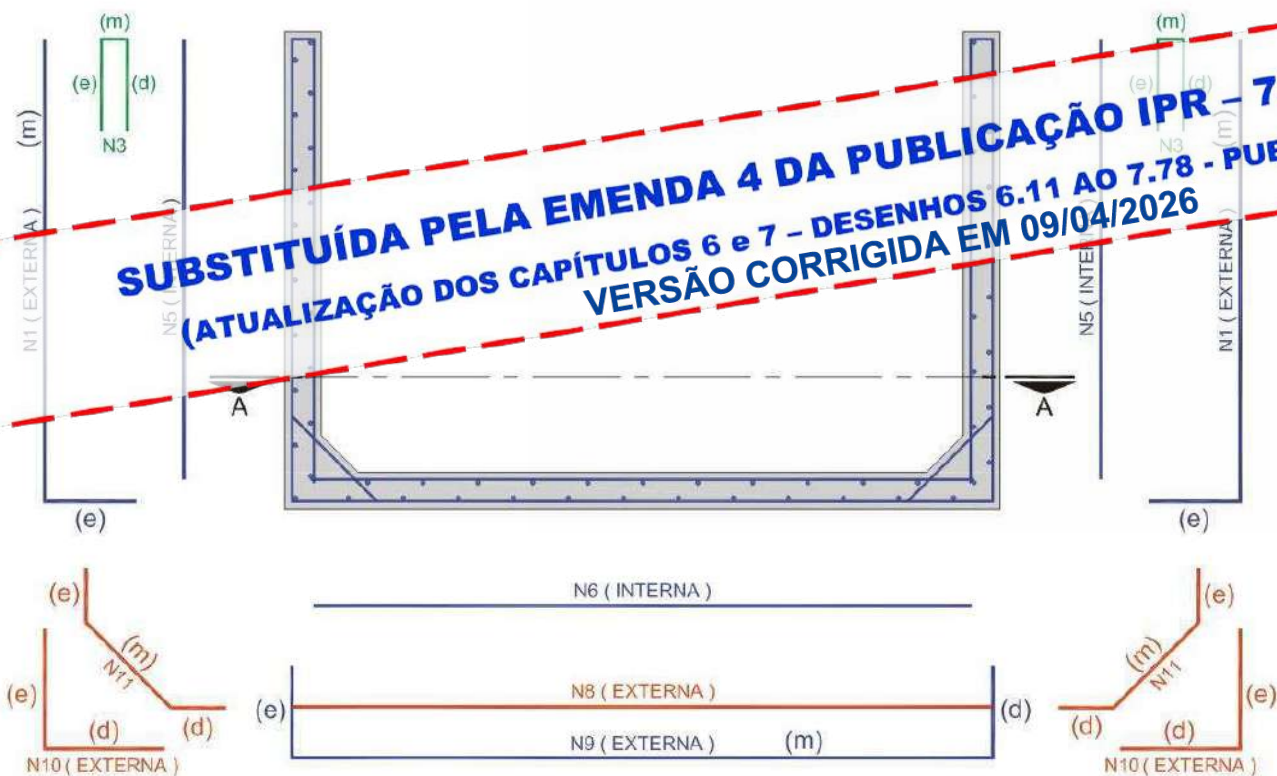 (m)
(m)
(e)
(d)
(e)
(d)
N3
N3
(m)
(m)
SUBSTITUÍDA PELA EMENDA 4 DA PUBLICAÇÃO IPR – 7
(ATUALIZAÇÃO DOS CAPÍTULOS 6 e 7 – DESENHOS 6.11 AO 7.78 - PUB
VERSÃO CORRIGIDA EM 09/04/2026
N1 ( EXTERNA )
N5 ( INTERNA )
N5 ( INTERNA )
N1 ( EXTERNA )
A
A
(e)
(e)
(e)
(m)
N11
(e)
(d)
(d)
N10 ( EXTERNA )
N6 ( INTERNA )
(e)
N8 ( EXTERNA )
(d)
N9 ( EXTERNA )
(m)
(e)
(m)
N11
(e)
(d)
(d)
N10 ( EXTERNA )